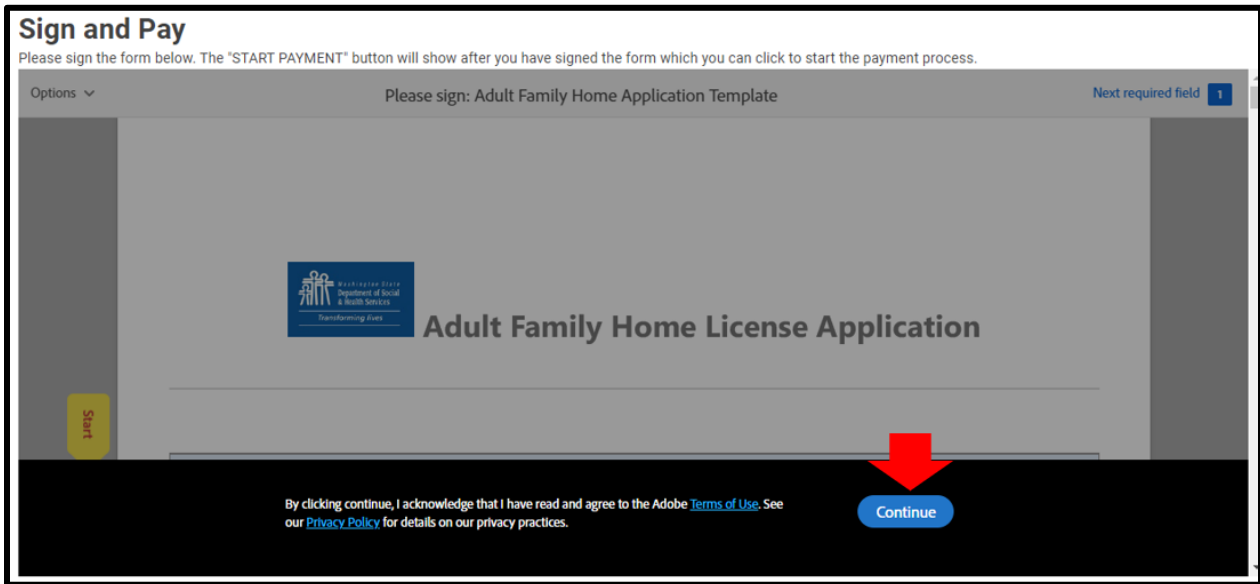 Sign and Pay
Please sign the form below. The "START PAYMENT" button will show after you have signed the form which you can click to start the payment process.
Options
Please sign: Adult Family Home Application Template
Next required field 1
Washington State
Department of Social
& Health Services
Transforming lives
Adult Family Home License Application
Start
By clicking continue, I acknowledge that I have read and agree to the Adobe Terms of Use. See
our Privacy Policy for details on our privacy practices.
Continue